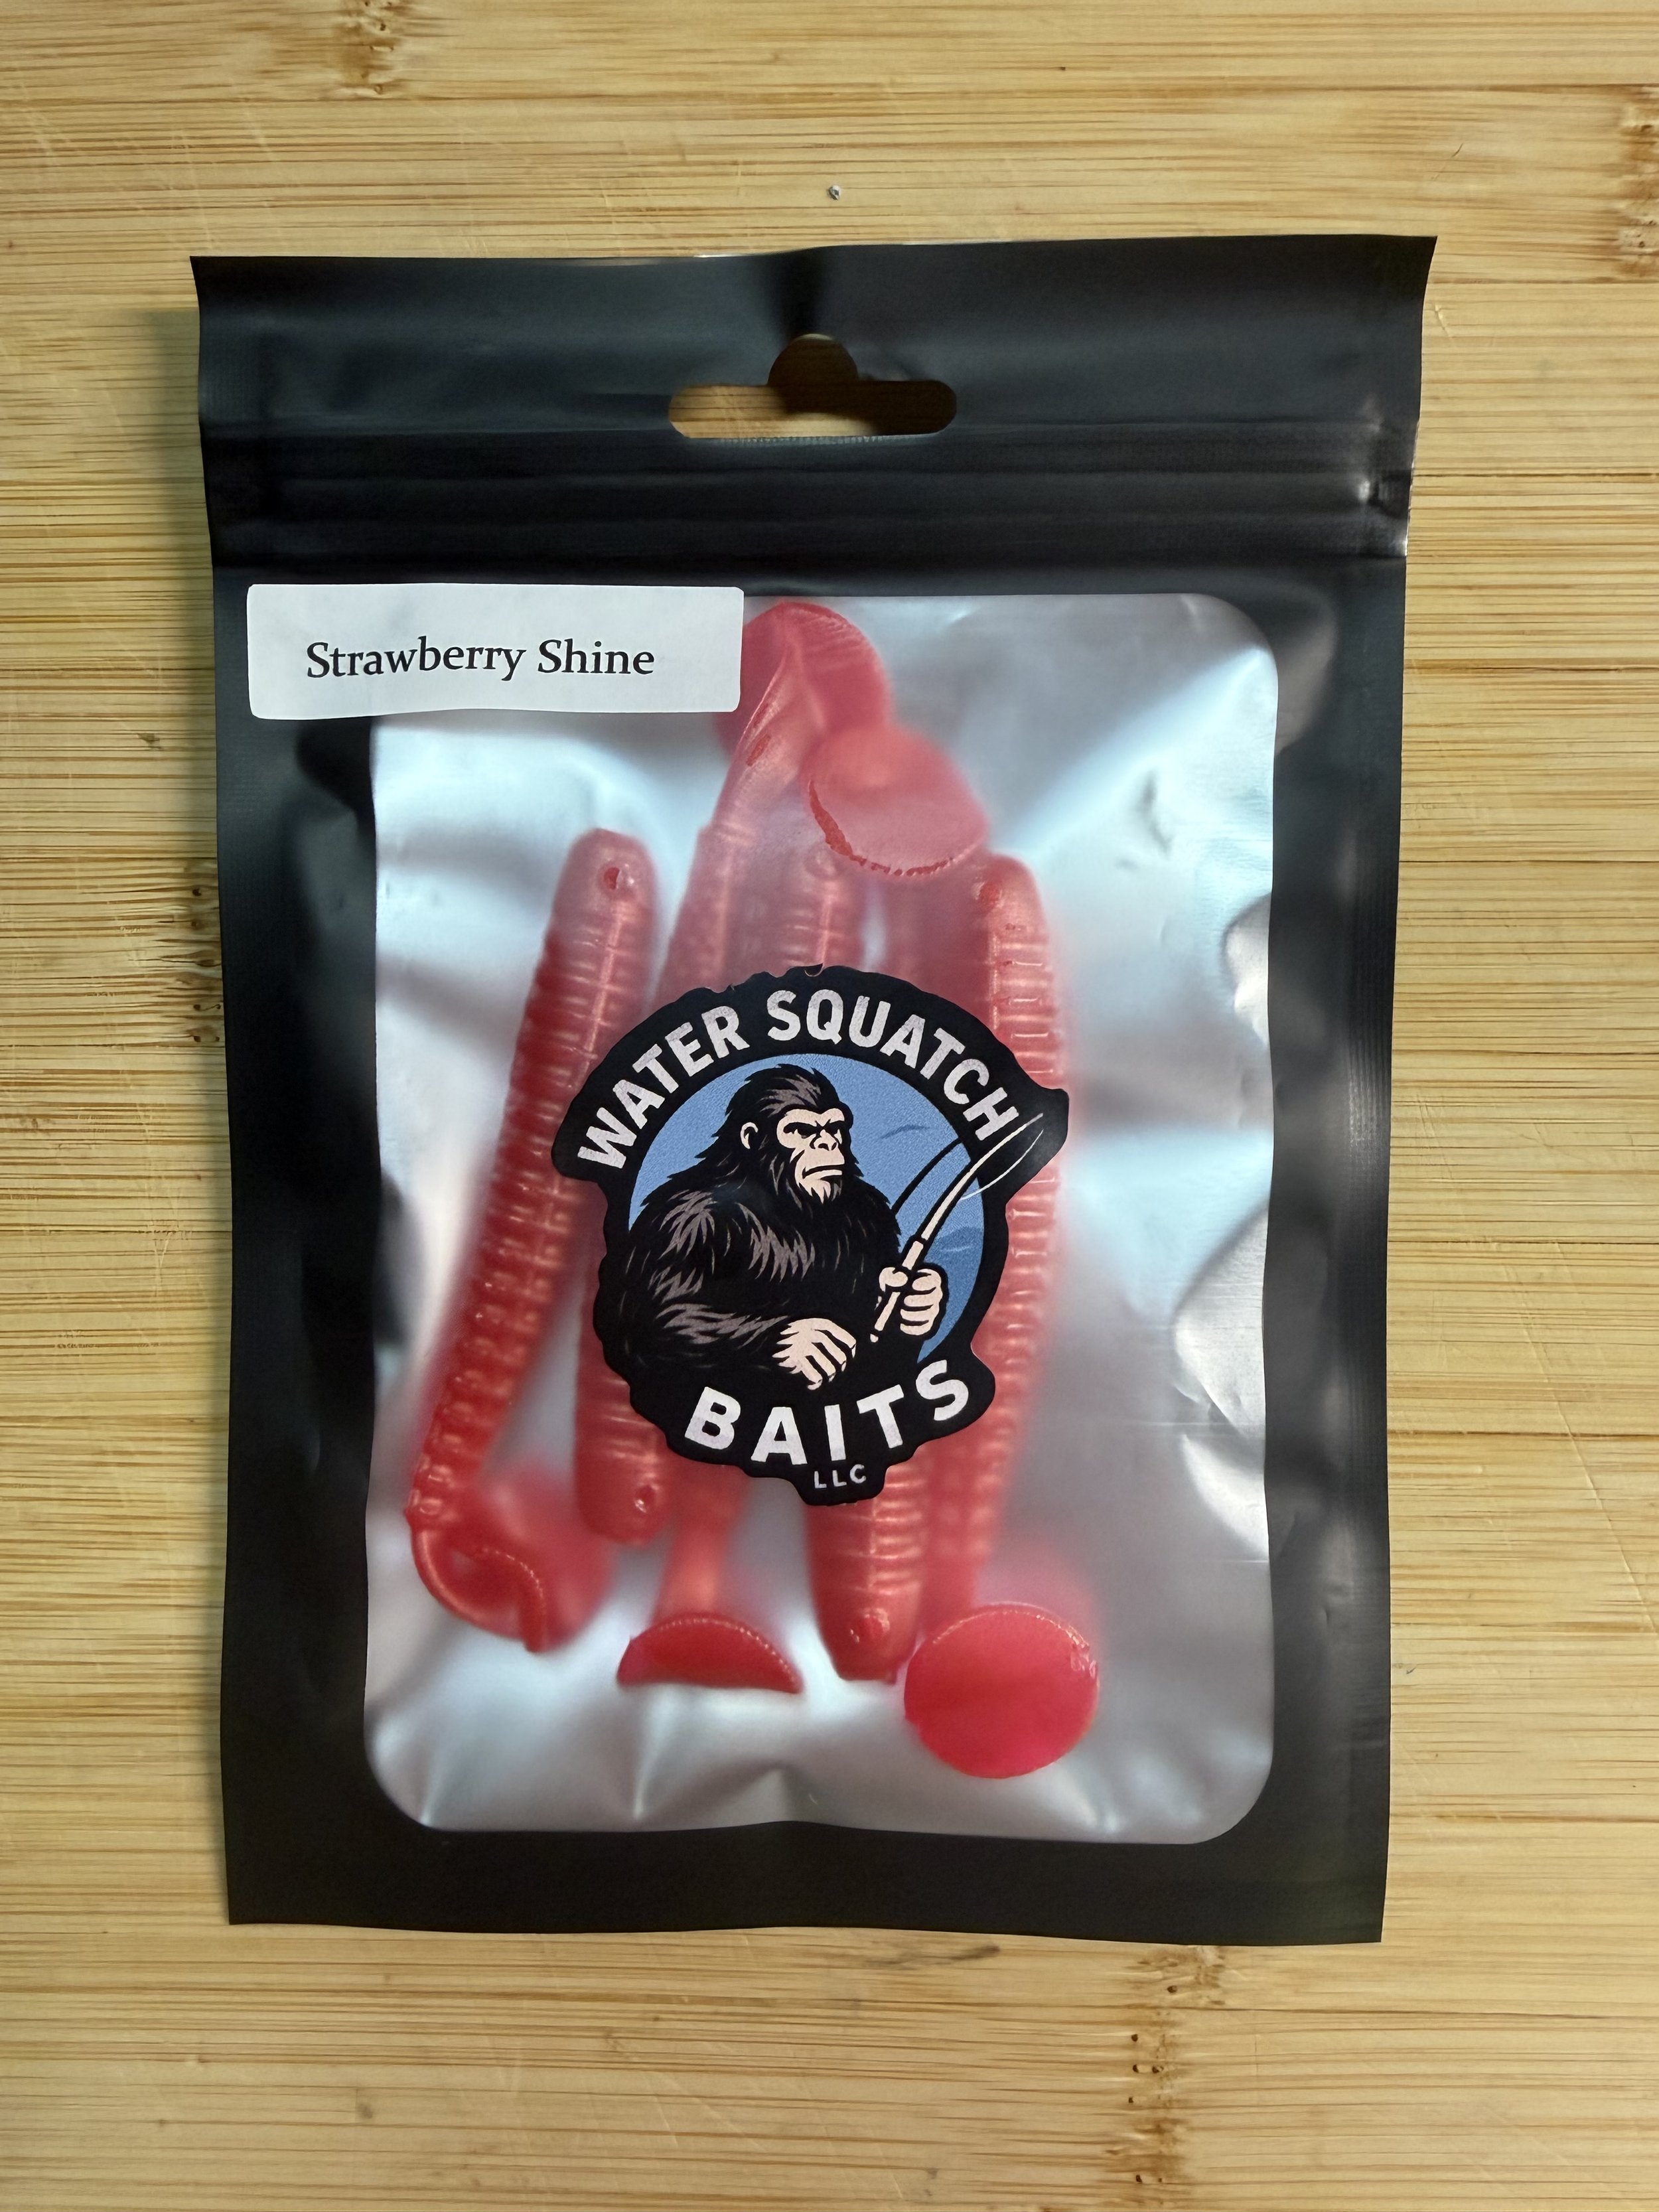 Strawberry Shine
WATER SQUATCH
BAITS
LLC